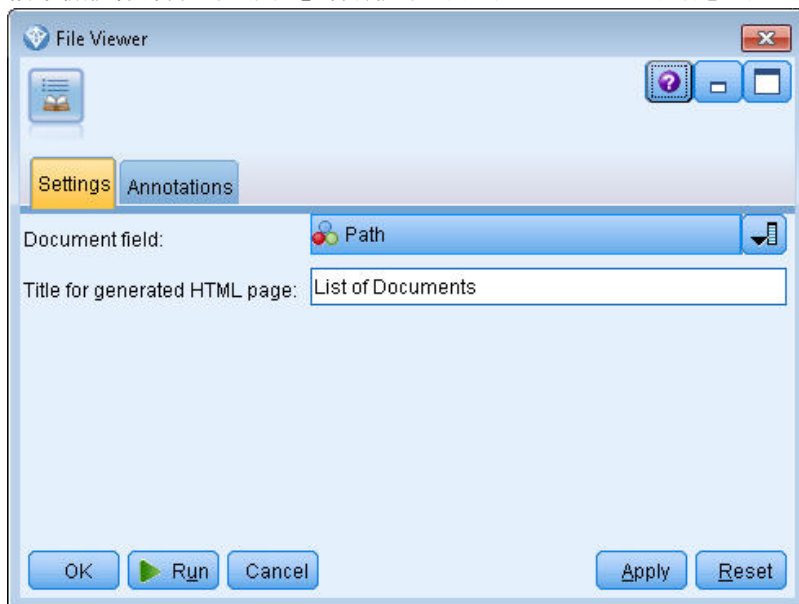 File Viewer
Settings Annotations
Document field: Path
Title for generated HTML page: List of Documents
OK Run Cancel Apply Reset